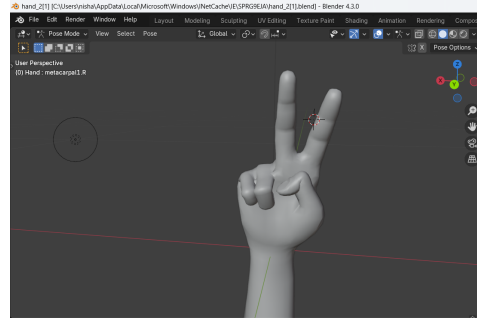 hand_2[1] [C:\Users\nisha\AppData\Local\Microsoft\Windows\INetCache\IE\SPRG9EJA\hand_2[1].blend] - Blender 4.3.0
File Edit Render Window Help Layout Modeling Sculpting UV Editing Texture Paint Shading Animation Rendering Compos
Pose Mode View Select Pose Global
X Pose Options
User Perspective
(0) Hand : metacarpal1.R
Z
X
Y